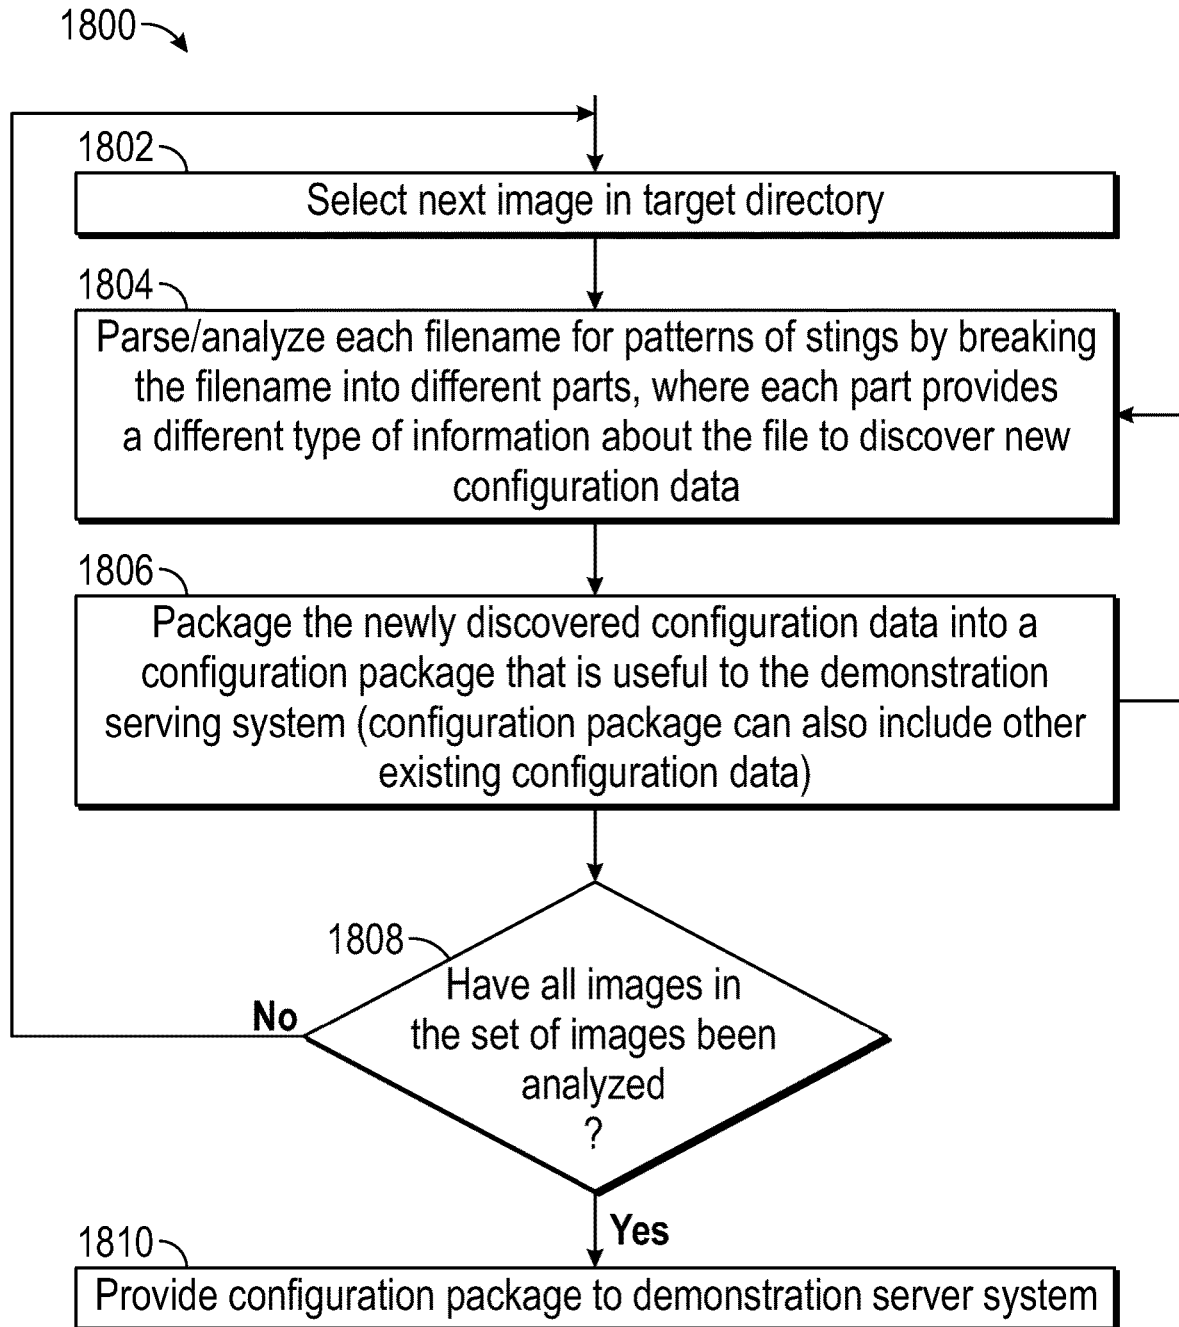 1800
1802
Select next image in target directory
1804
Parse/analyze each filename for patterns of stings by breaking
the filename into different parts, where each part provides
a different type of information about the file to discover new
configuration data
1806
Package the newly discovered configuration data into a
configuration package that is useful to the demonstration
serving system (configuration package can also include other
existing configuration data)
1808
Have all images in
the set of images been
analyzed
?
No
Yes
1810
Provide configuration package to demonstration server system